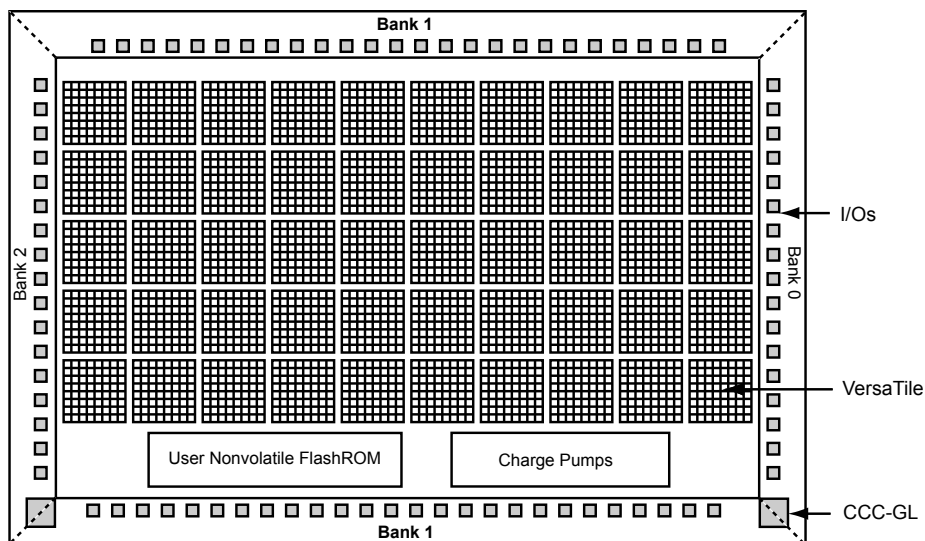 Bank 1
I/Os
Bank 2
Bank 0
VersaTile
User Nonvolatile FlashROM
Charge Pumps
CCC-GL
Bank 1